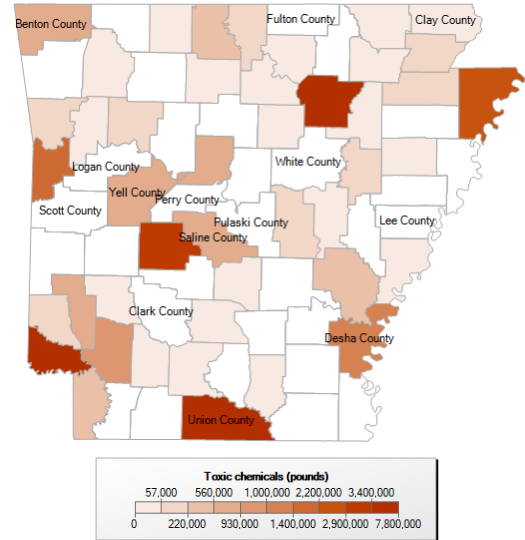 Fulton County
Clay County
Benton County
White County
Logan County
Yell County
Perry County
Scott County
Pulaski County
Lee County
Saline County
Clark County
Desha County
Union County
Toxic chemicals (pounds)
57,000 560,000 1,000,000 2,200,000 3,400,000
0 220,000 930,000 1,400,000 2,900,000 7,800,000